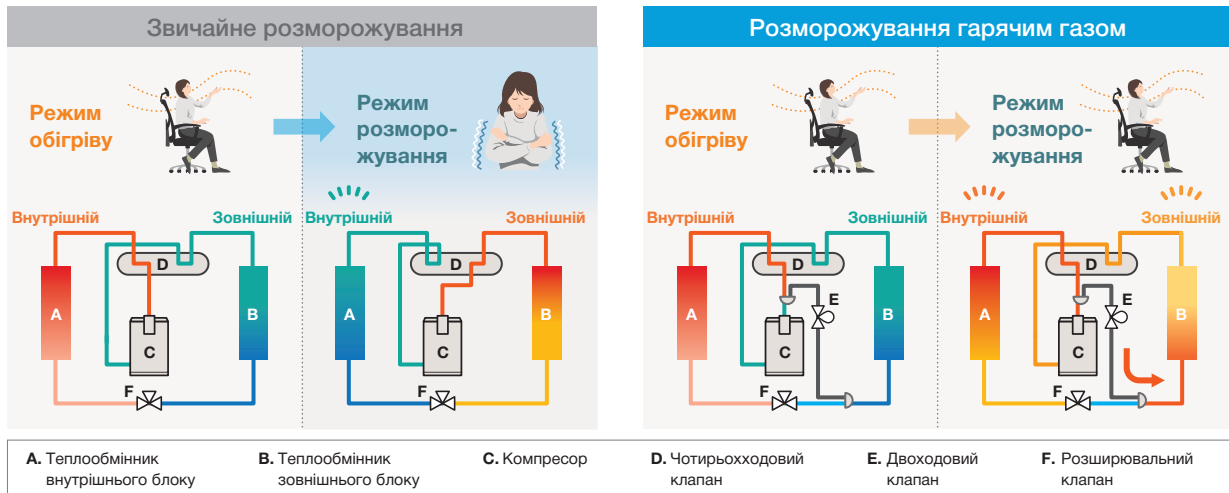 Звичайне розморожування
Розморожування гарячим газом
Режим
обігріву
Режим
розморо-
жування
Режим
обігріву
Режим
розморо-
жування
Внутрішній
Зовнішній
Внутрішній
Зовнішній
Внутрішній
Зовнішній
Внутрішній
Зовнішній
D
A
B
C
F
D
A
B
C
F
D
E
A
B
C
F
D
E
A
B
C
F
A. Теплообмінник
внутрішнього блоку
B. Теплообмінник
зовнішнього блоку
C. Компресор
D. Чотирьохходовий
клапан
E. Двоходовий
клапан
F. Розширювальний
клапан